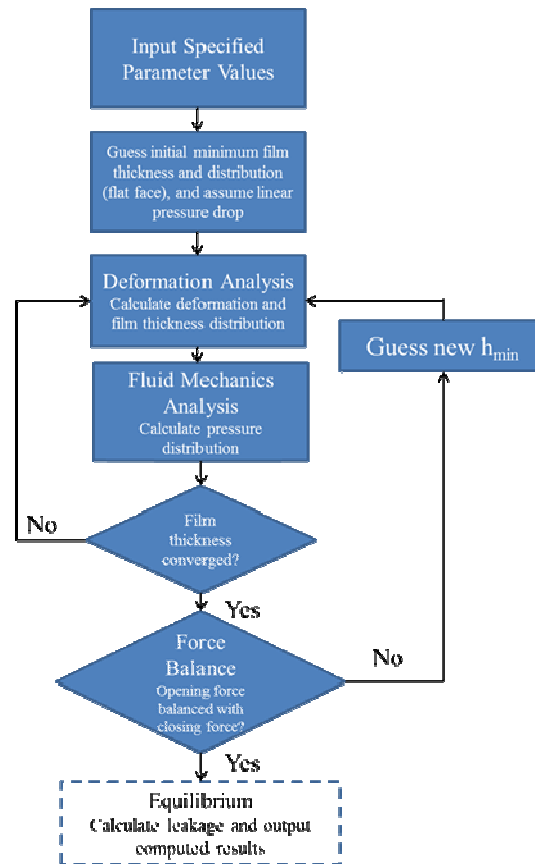 Input Specified
Parameter Values
Guess initial minimum film
thickness and distribution
(flat face), and assume linear
pressure drop
Deformation Analysis
Calculate deformation and
film thickness distribution
Guess new hmin
Fluid Mechanics
Analysis
Calculate pressure
distribution
No
Film
thickness
converged?
Yes
Force
Balance
Opening force
balanced with
closing force?
No
Yes
Equilibrium
Calculate leakage and output
computed results